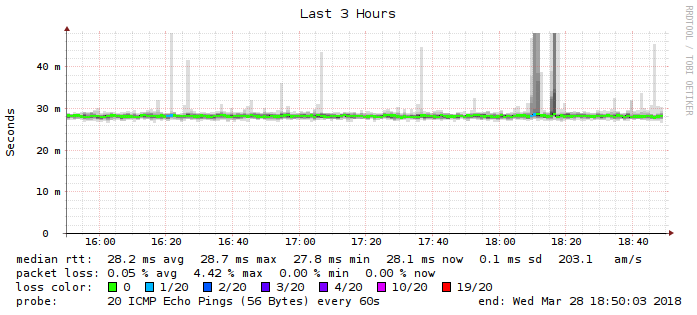 Last 3 Hours
RRDTOOL / TOBI OETIKER
Seconds
40 m
30 m
20 m
10 m
0
16:00 16:20 16:40 17:00 17:20 17:40 18:00 18:20 18:40
median rtt: 28.2 ms avg 28.7 ms max 27.8 ms min 28.1 ms now 0.1 ms sd 203.1 am/s
packet loss: 0.05 % avg 4.42 % max 0.00 % min 0.00 % now
loss color: 0 1/20 2/20 3/20 4/20 10/20 19/20
probe: 20 ICMP Echo Pings (56 Bytes) every 60s end: Wed Mar 28 18:50:03 2018